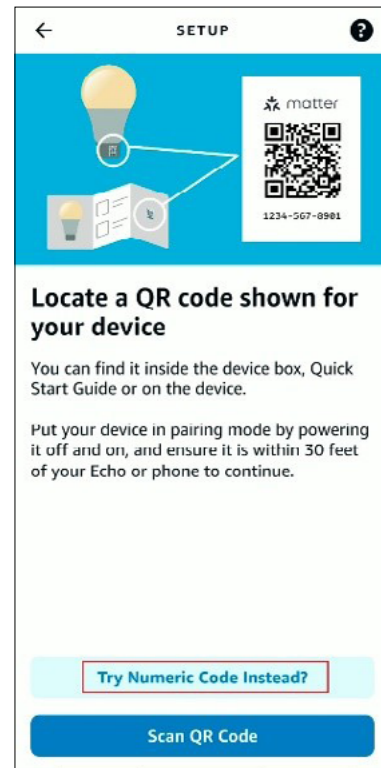 SETUP
matter
1234-567-8901
Locate a QR code shown for
your device
You can find it inside the device box, Quick
Start Guide or on the device.
Put your device in pairing mode by powering
it off and on, and ensure it is within 30 feet
of your Echo or phone to continue.
Try Numeric Code Instead?
Scan QR Code